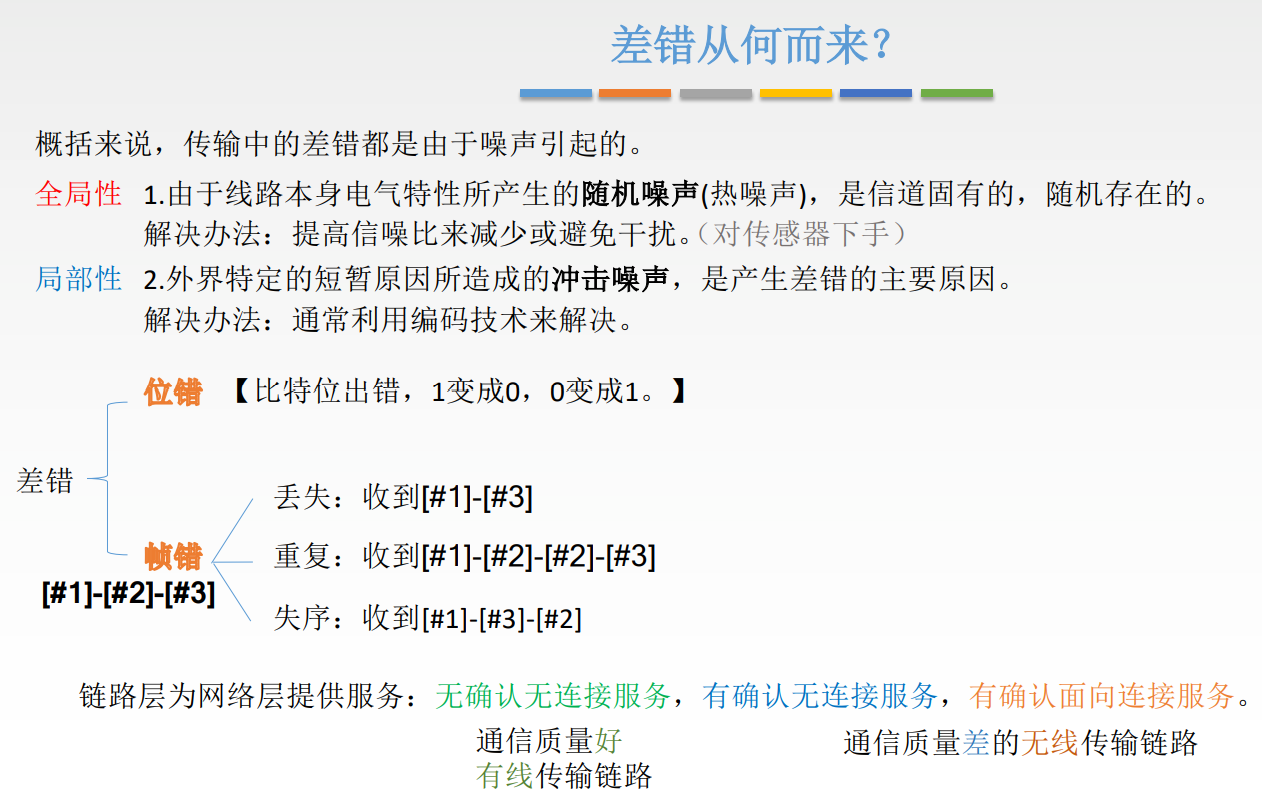 差错从何而来？
概括来说，传输中的差错都是由于噪声引起的。
全局性 1.由于线路本身电气特性所产生的随机噪声(热噪声)，是信道固有的，随机存在的。
解决办法：提高信噪比来减少或避免干扰。（对传感器下手）
局部性 2.外界特定的短暂原因所造成的冲击噪声，是产生差错的主要原因。
解决办法：通常利用编码技术来解决。
位错 【比特位出错，1变成0，0变成1。】
差错
丢失：收到[#1]-[#3]
帧错 重复：收到[#1]-[#2]-[#2]-[#3]
[#1]-[#2]-[#3]
失序：收到[#1]-[#3]-[#2]
链路层为网络层提供服务：无确认无连接服务，有确认无连接服务，有确认面向连接服务。
通信质量好 通信质量差的无线传输链路
有线传输链路